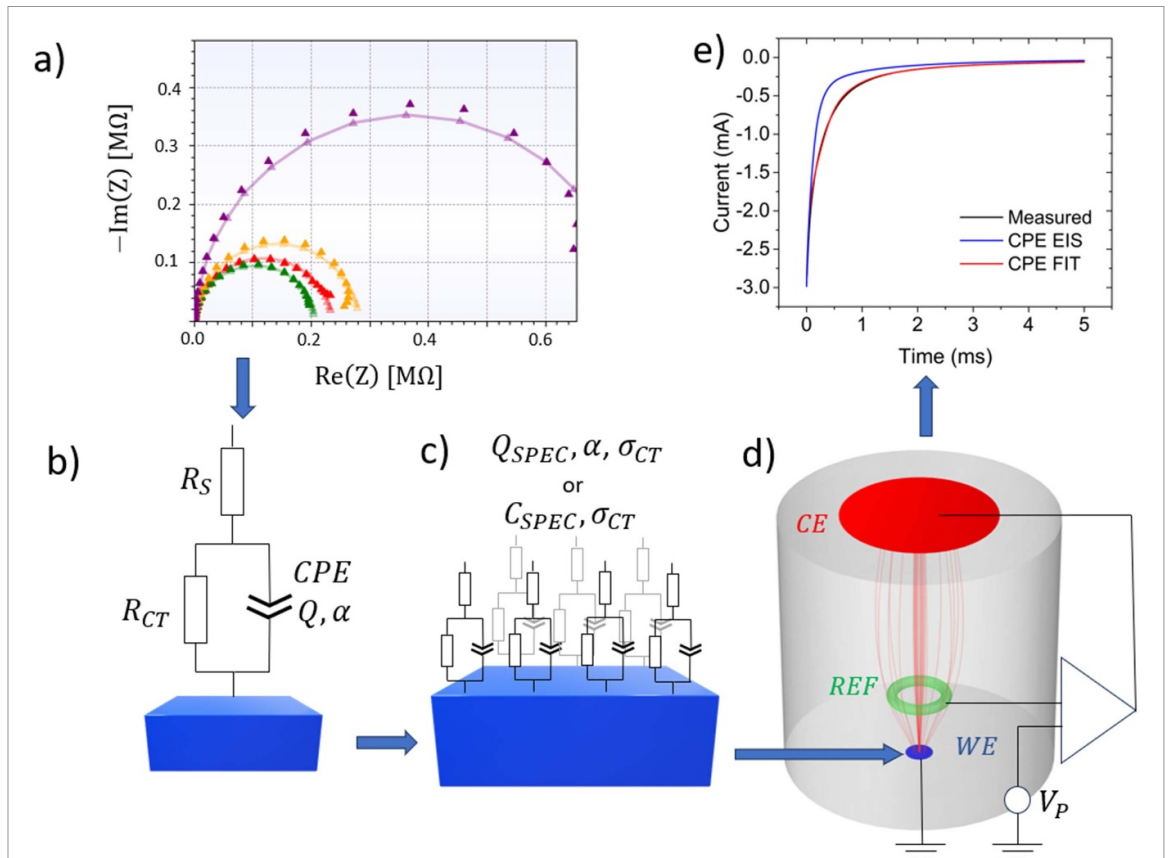 a)
0.4
0.3
0.2
0.1
−Im(Z) [MΩ]
0.0 0.2 0.4 0.6
Re(Z) [MΩ]
e)
0.0
-0.5
-1.0
-1.5
-2.0
-2.5
-3.0
Current (mA)
Measured
CPE EIS
CPE FIT
0 1 2 3 4 5
Time (ms)
b)
R_S
R_CT
CPE
Q, α
c)
Q_SPEC, α, σ_CT
or
C_SPEC, σ_CT
d)
CE
REF
WE
V_P